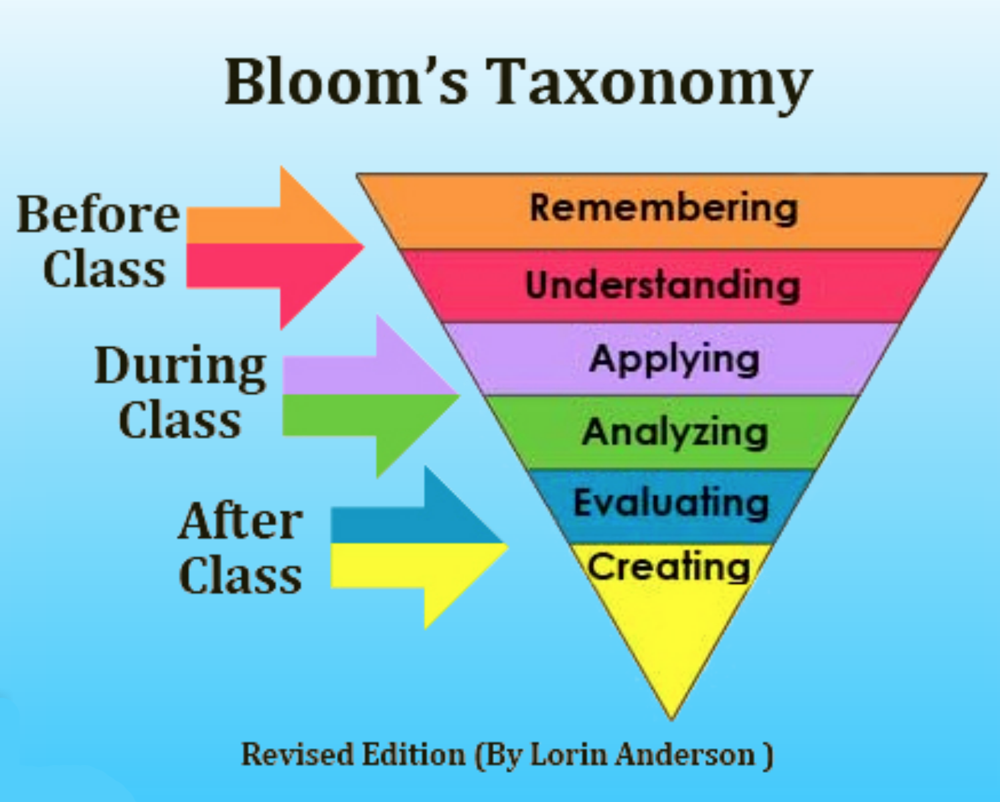 Bloom’s Taxonomy
Before
Class
Remembering
Understanding
During
Class
Applying
Analyzing
After
Class
Evaluating
Creating
Revised Edition (By Lorin Anderson )